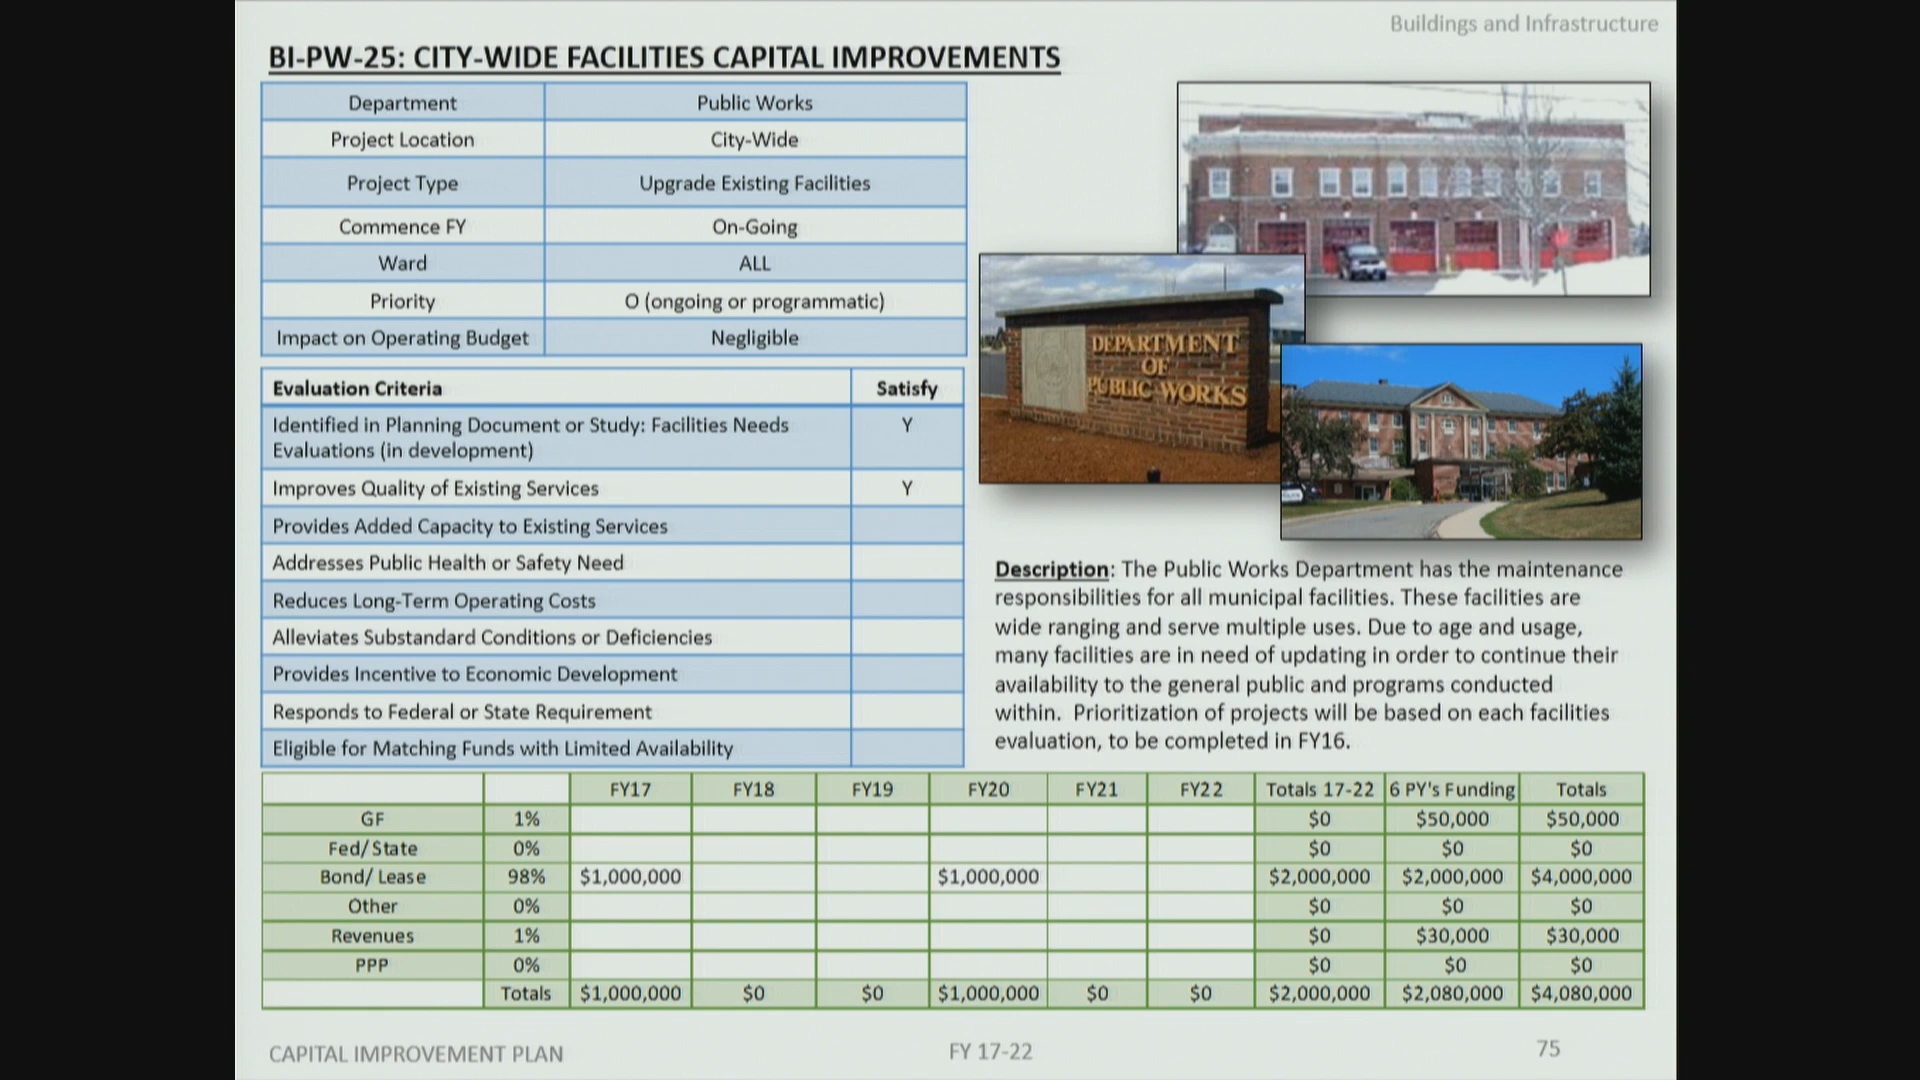 Buildings and Infrastructure
BI-PW-25: CITY-WIDE FACILITIES CAPITAL IMPROVEMENTS
Department Public Works
Project Location City-Wide
Project Type Upgrade Existing Facilities
Commence FY On-Going
Ward ALL
Priority O (ongoing or programmatic)
Impact on Operating Budget Negligible
Evaluation Criteria Satisfy
Identified in Planning Document or Study: Facilities Needs Y
Evaluations (in development)
Improves Quality of Existing Services Y
Provides Added Capacity to Existing Services
Addresses Public Health or Safety Need
Reduces Long-Term Operating Costs
Alleviates Substandard Conditions or Deficiencies
Provides Incentive to Economic Development
Responds to Federal or State Requirement
Eligible for Matching Funds with Limited Availability
DEPARTMENT
OF
PUBLIC WORKS
Description: The Public Works Department has the maintenance
responsibilities for all municipal facilities. These facilities are
wide ranging and serve multiple uses. Due to age and usage,
many facilities are in need of updating in order to continue their
availability to the general public and programs conducted
within. Prioritization of projects will be based on each facilities
evaluation, to be completed in FY16.
FY17 FY18 FY19 FY20 FY21 FY22 Totals 17-22 6 PY's Funding Totals
GF 1% $0 $50,000 $50,000
Fed/State 0% $0 $0 $0
Bond/Lease 98% $1,000,000 $1,000,000 $2,000,000 $2,000,000 $4,000,000
Other 0% $0 $0 $0
Revenues 1% $0 $30,000 $30,000
PPP 0% $0 $0 $0
Totals $1,000,000 $0 $0 $1,000,000 $0 $0 $2,000,000 $2,080,000 $4,080,000
CAPITAL IMPROVEMENT PLAN FY 17-22 75